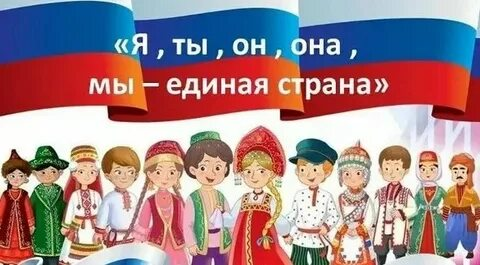 «Я , ты , он , она ,
мы – единая страна»